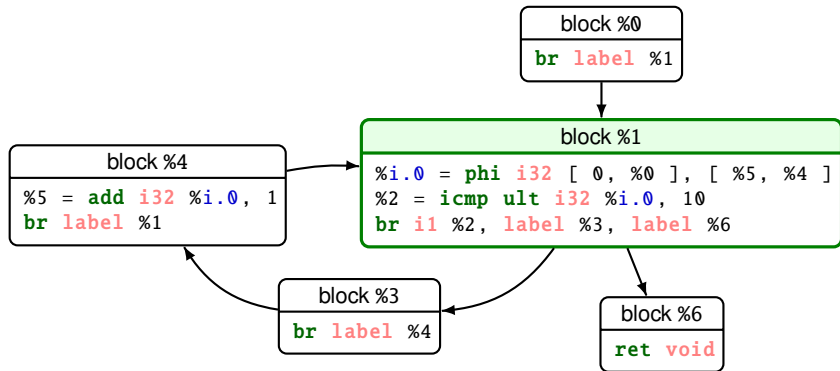 block %0
br label %1
block %1
%i.0 = phi i32 [ 0, %0 ], [ %5, %4 ]
%2 = icmp ult i32 %i.0, 10
br i1 %2, label %3, label %6
block %4
%5 = add i32 %i.0, 1
br label %1
block %3
br label %4
block %6
ret void